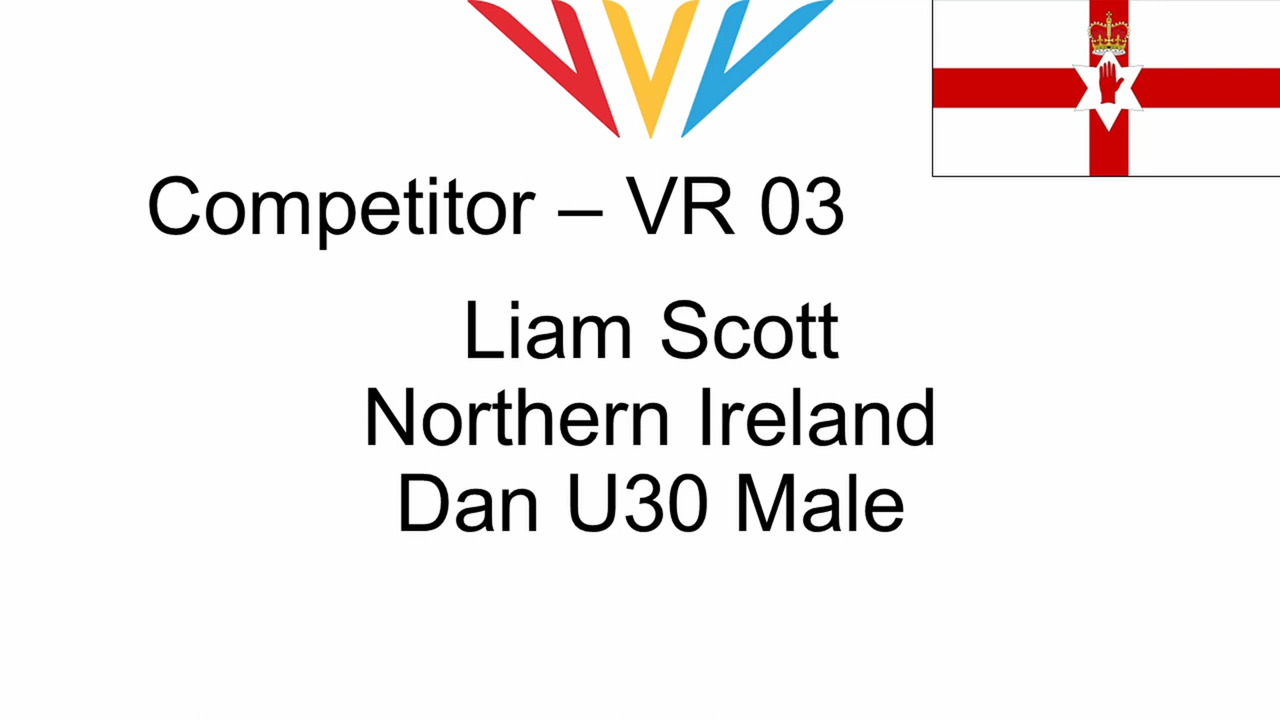 Competitor – VR 03
Liam Scott
Northern Ireland
Dan U30 Male